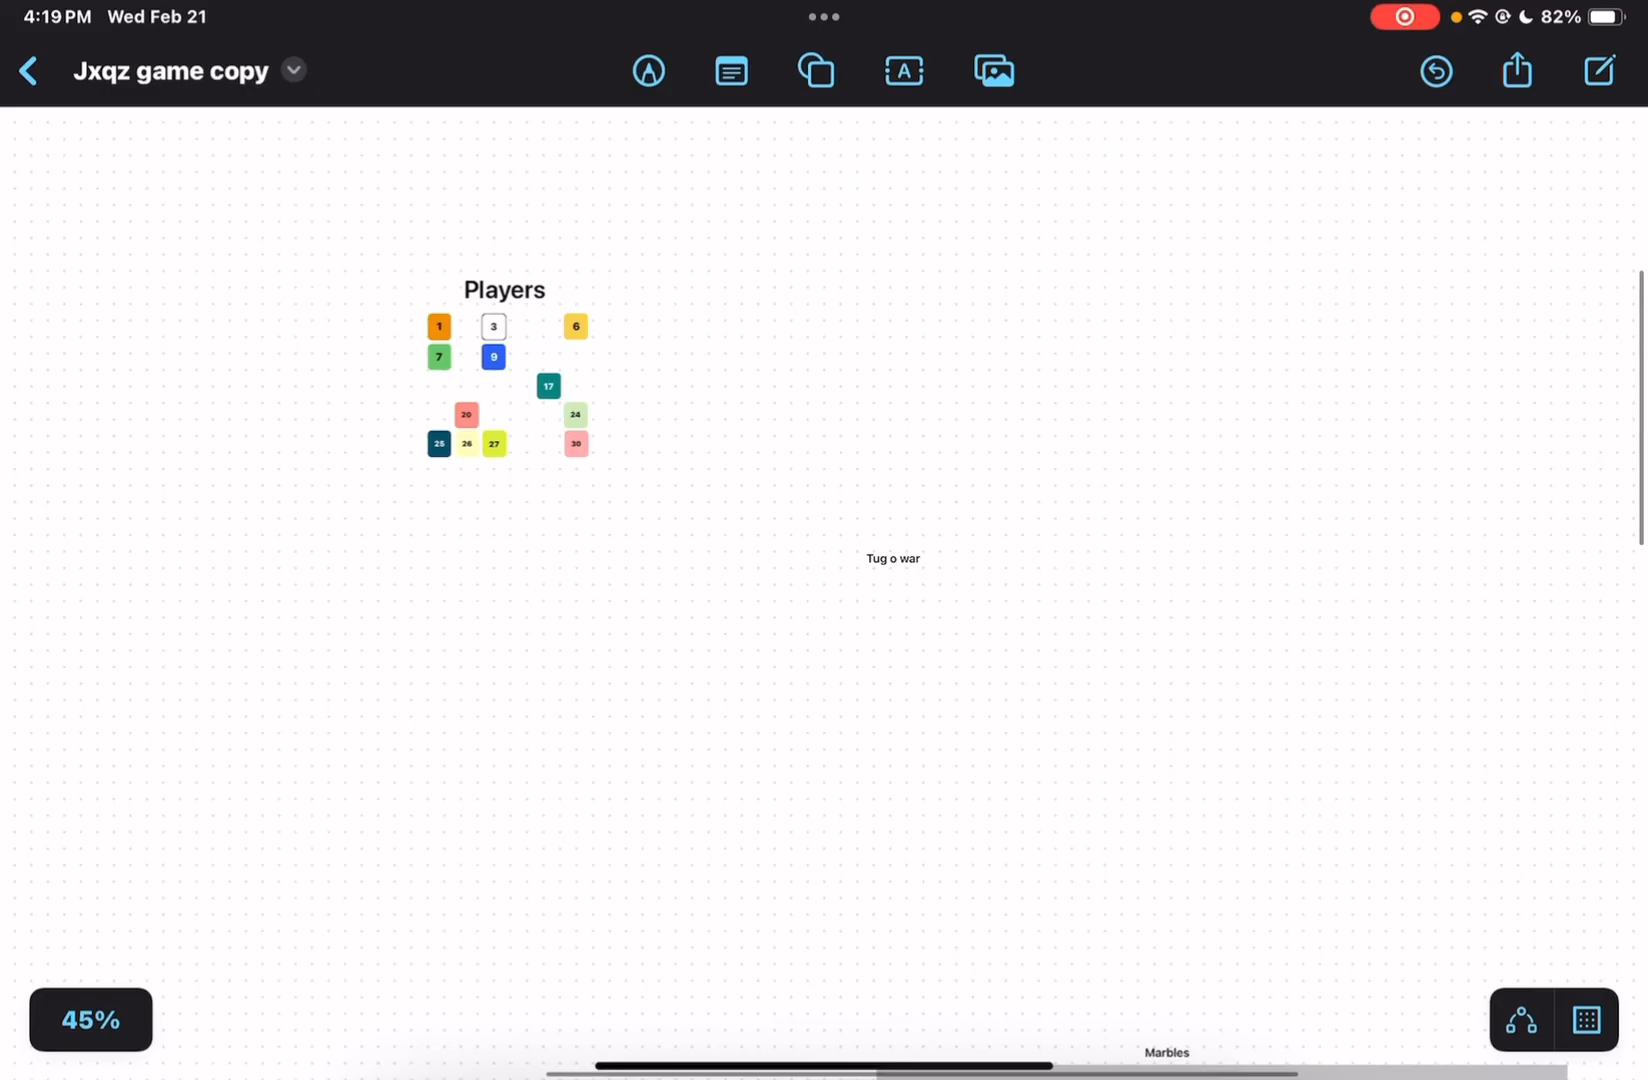 4:19 PM Wed Feb 21
82%
Jxqz game copy
A
Players
1 3 6
7 9
17
20 24
25 26 27 30
Tug o war
Marbles
45%